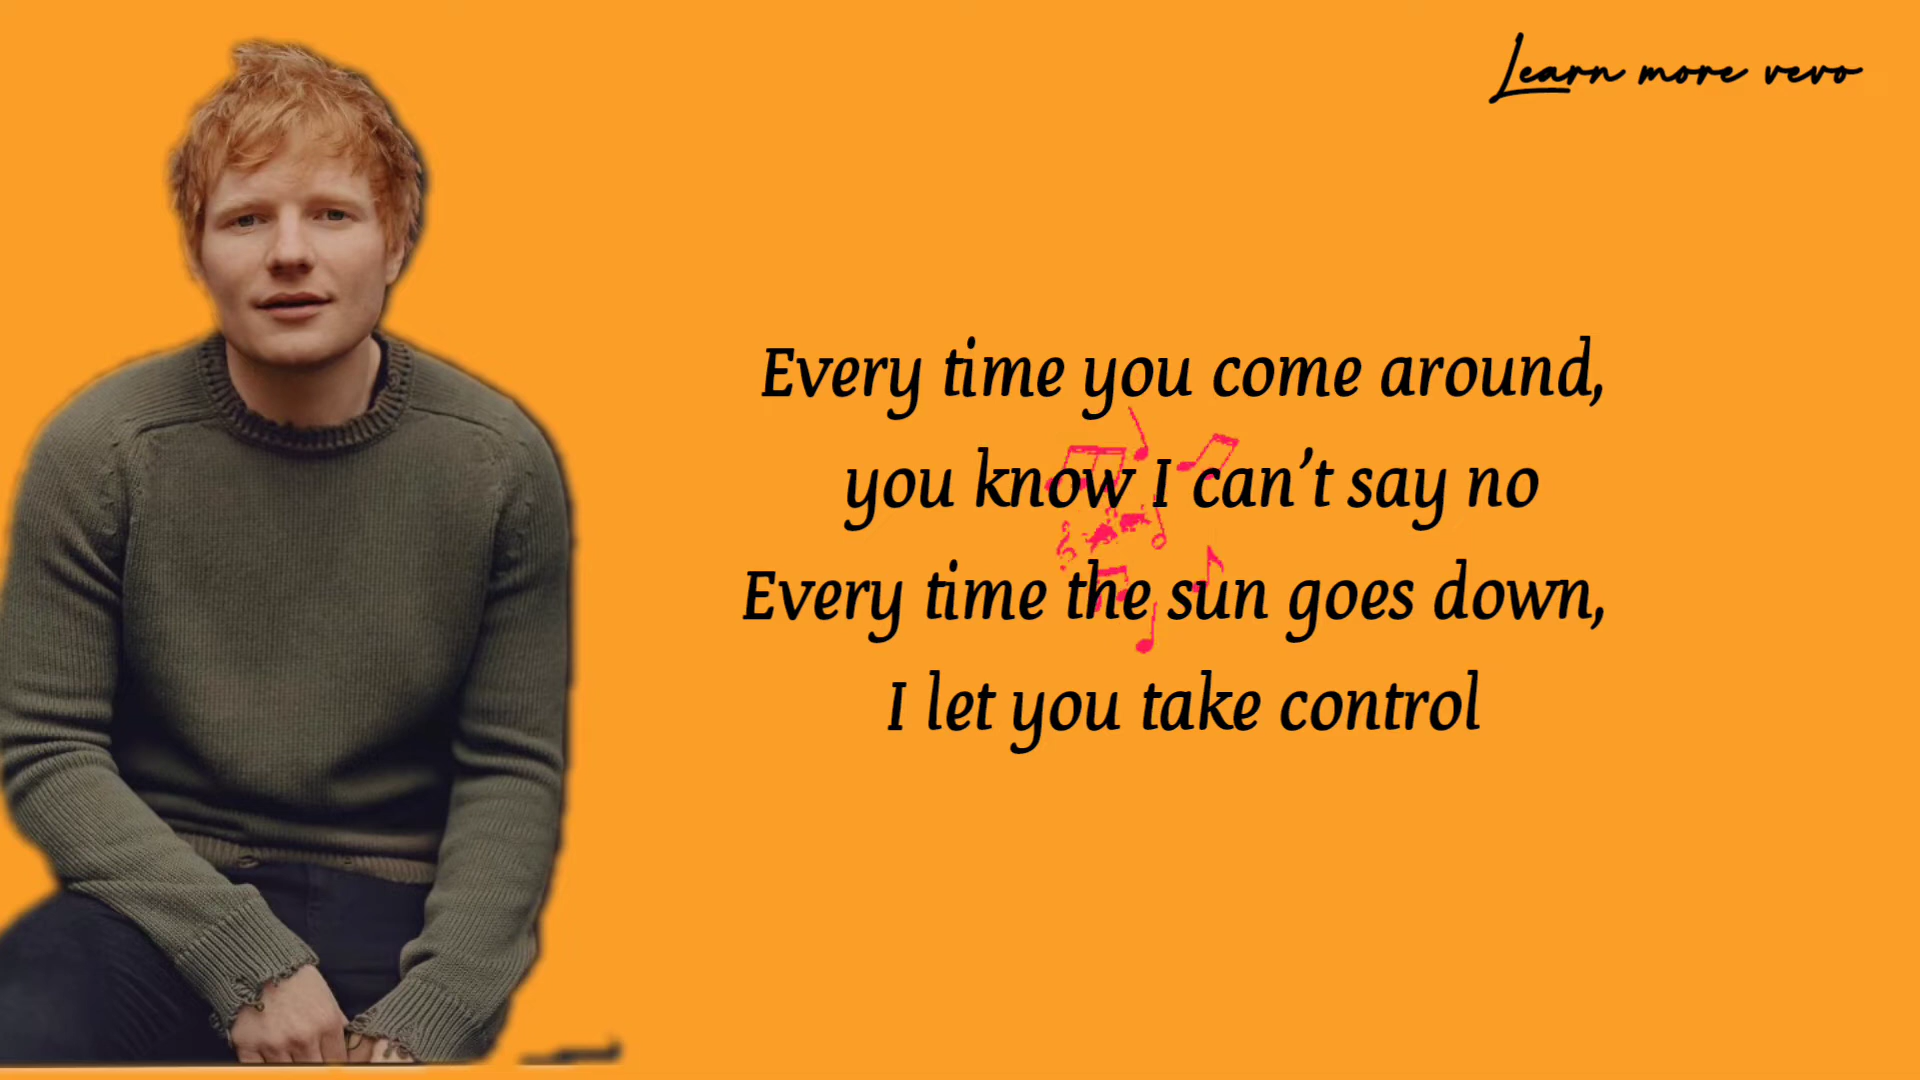 Learn more vevo
Every time you come around,
you know I can’t say no
Every time the sun goes down,
I let you take control